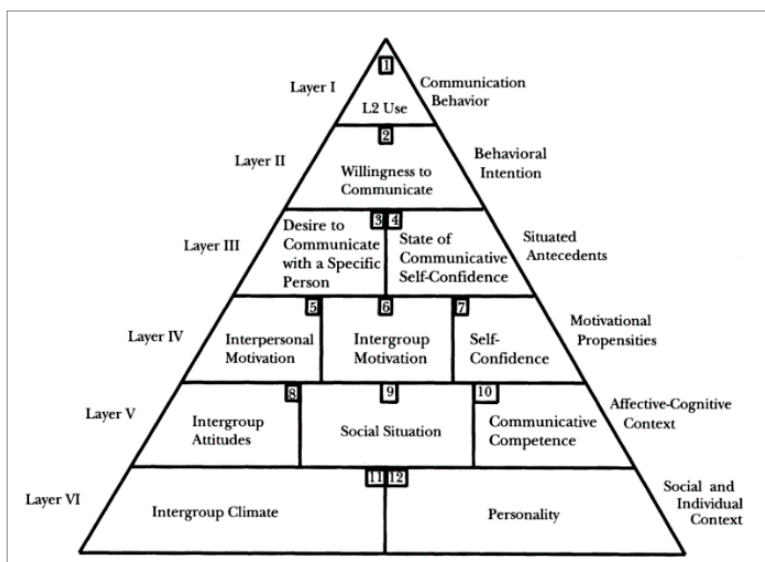 1
Layer I
Communication
Behavior
L2 Use
2
Layer II
Behavioral
Intention
Willingness to
Communicate
3 4
Layer III
Desire to
Communicate
with a Specific
Person
State of
Communicative
Self-Confidence
Situated
Antecedents
5 6 7
Layer IV
Interpersonal
Motivation
Intergroup
Motivation
Self-
Confidence
Motivational
Propensities
8 9 10
Layer V
Intergroup
Attitudes
Social Situation
Communicative
Competence
Affective-Cognitive
Context
11 12
Layer VI
Intergroup Climate
Personality
Social and
Individual
Context